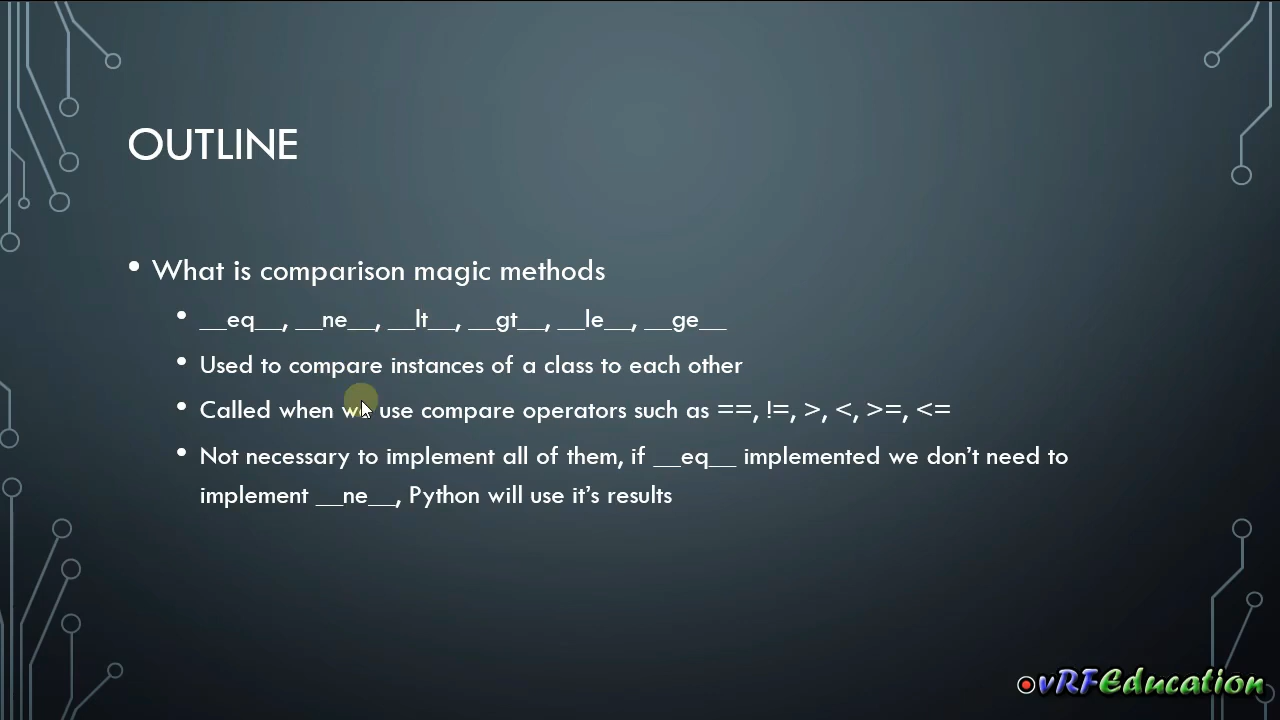 OUTLINE
• What is comparison magic methods
• __eq__, __ne__, __lt__, __gt__, __le__, __ge__
• Used to compare instances of a class to each other
• Called when we use compare operators such as ==, !=, >, <, >=, <=
• Not necessary to implement all of them, if __eq__ implemented we don’t need to
implement __ne__, Python will use it’s results
vRFEducation